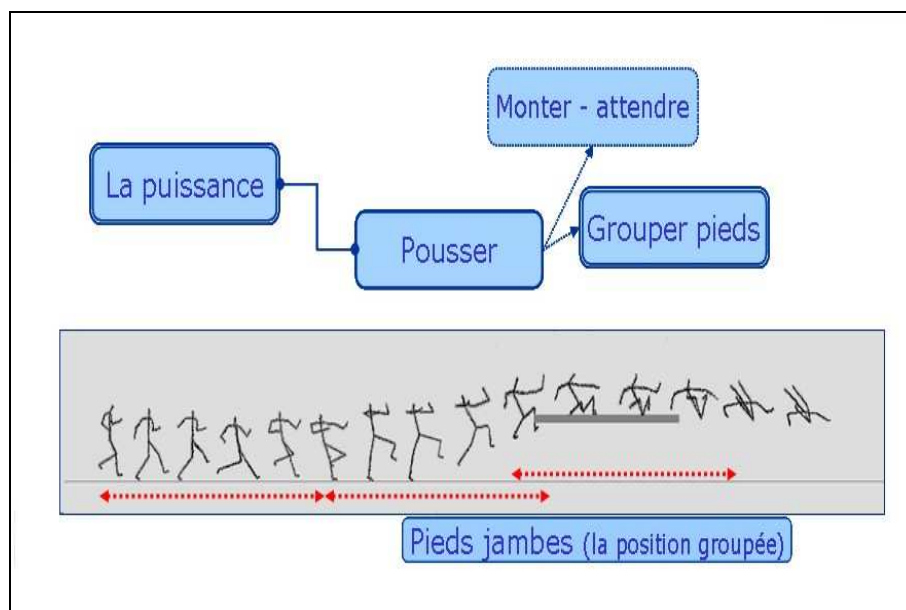 Monter - attendre
La puissance
Grouper pieds
Pousser
Pieds jambes (la position groupée)